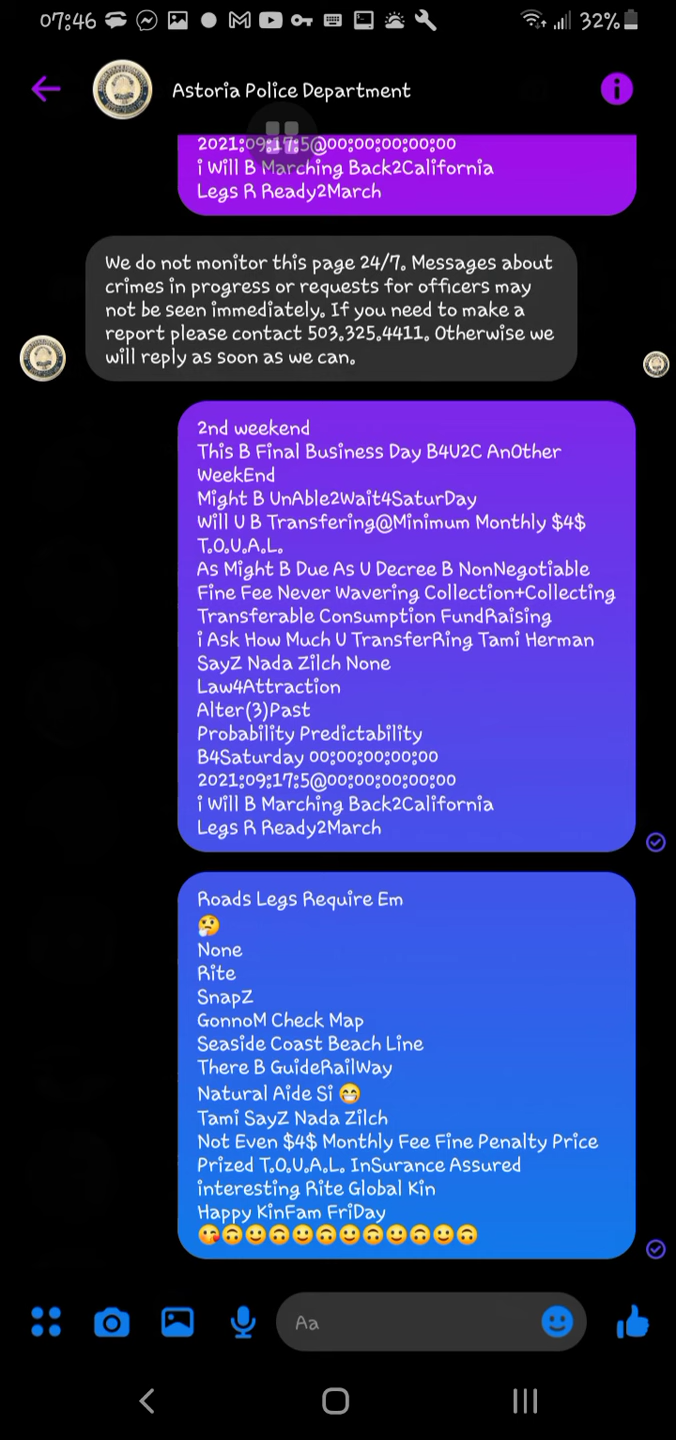 07:46
32%
Astoria Police Department
2021:09:17:5@00:00:00:00:00
i Will B Marching Back2California
Legs R Ready2March
We do not monitor this page 24/7. Messages about
crimes in progress or requests for officers may
not be seen immediately. If you need to make a
report please contact 503.325.4411. Otherwise we
will reply as soon as we can.
2nd weekend
This B Final Business Day B4U2C AnOther
WeekEnd
Might B UnAble2Wait4SaturDay
Will U B Transfering@Minimum Monthly $4$
T.O.U.A.L.
As Might B Due As U Decree B NonNegotiable
Fine Fee Never Wavering Collection+Collecting
Transferable Consumption FundRaising
i Ask How Much U TransferRing Tami Herman
SayZ Nada Zilch None
Law4Attraction
Alter(3)Past
Probability Predictability
B4Saturday 00:00:00:00:00
2021:09:17:5@00:00:00:00:00
i Will B Marching Back2California
Legs R Ready2March
Roads Legs Require Em
🤔
None
Rite
SnapZ
GonnoM Check Map
Seaside Coast Beach Line
There B GuideRailWay
Natural Aide Si 😁
Tami SayZ Nada Zilch
Not Even $4$ Monthly Fee Fine Penalty Price
Prized T.O.U.A.L. InSurance Assured
interesting Rite Global Kin
Happy KinFam FriDay
😘🙃🙂🙃🙂🙃🙂🙃🙂🙃🙂🙃
Aa